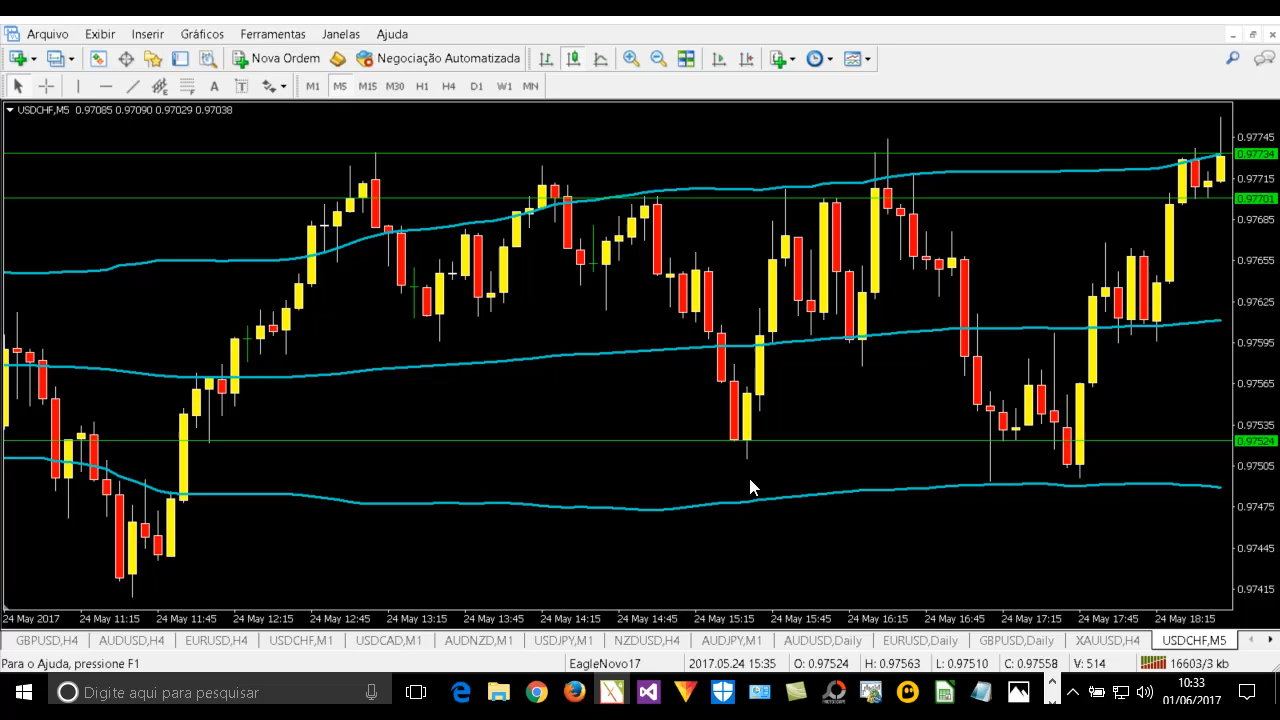 Arquivo Exibir Inserir Gráficos Ferramentas Janelas Ajuda
Nova Ordem Negociação Automatizada
A T M1 M5 M15 M30 H1 H4 D1 W1 MN
USDCHF,M5 0.97085 0.97090 0.97029 0.97038
0.97745
0.97734
0.97715
0.97701
0.97685
0.97655
0.97625
0.97595
0.97565
0.97535
0.97524
0.97505
0.97475
0.97445
0.97415
24 May 2017 24 May 11:15 24 May 11:45 24 May 12:15 24 May 12:45 24 May 13:15 24 May 13:45 24 May 14:15 24 May 14:45 24 May 15:15 24 May 15:45 24 May 16:15 24 May 16:45 24 May 17:15 24 May 17:45 24 May 18:15
GBPUSD,H4 AUDUSD,H4 EURUSD,H4 USDCHF,M1 USDCAD,M1 AUDNZD,M1 USDJPY,M1 NZDUSD,H4 AUDJPY,M1 AUDUSD,Daily EURUSD,Daily GBPUSD,Daily XAUUSD,H4 USDCHF,M5
Para o Ajuda, pressione F1 EagleNovo17 2017.05.24 15:35 O: 0.97524 H: 0.97563 L: 0.97510 C: 0.97558 V: 514 16603/3 kb
Digite aqui para pesquisar
10:33
01/06/2017